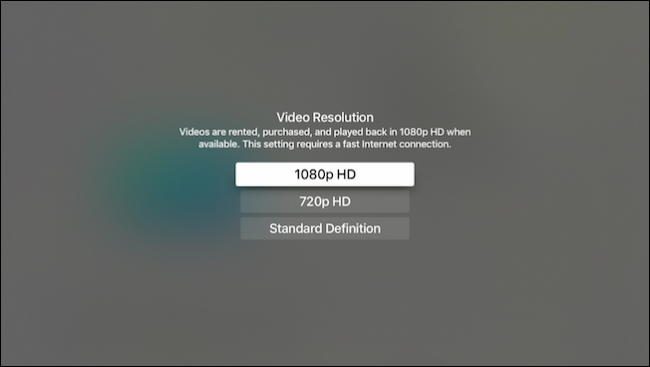 Video Resolution
Videos are rented, purchased, and played back in 1080p HD when
available. This setting requires a fast Internet connection.
1080p HD
720p HD
Standard Definition